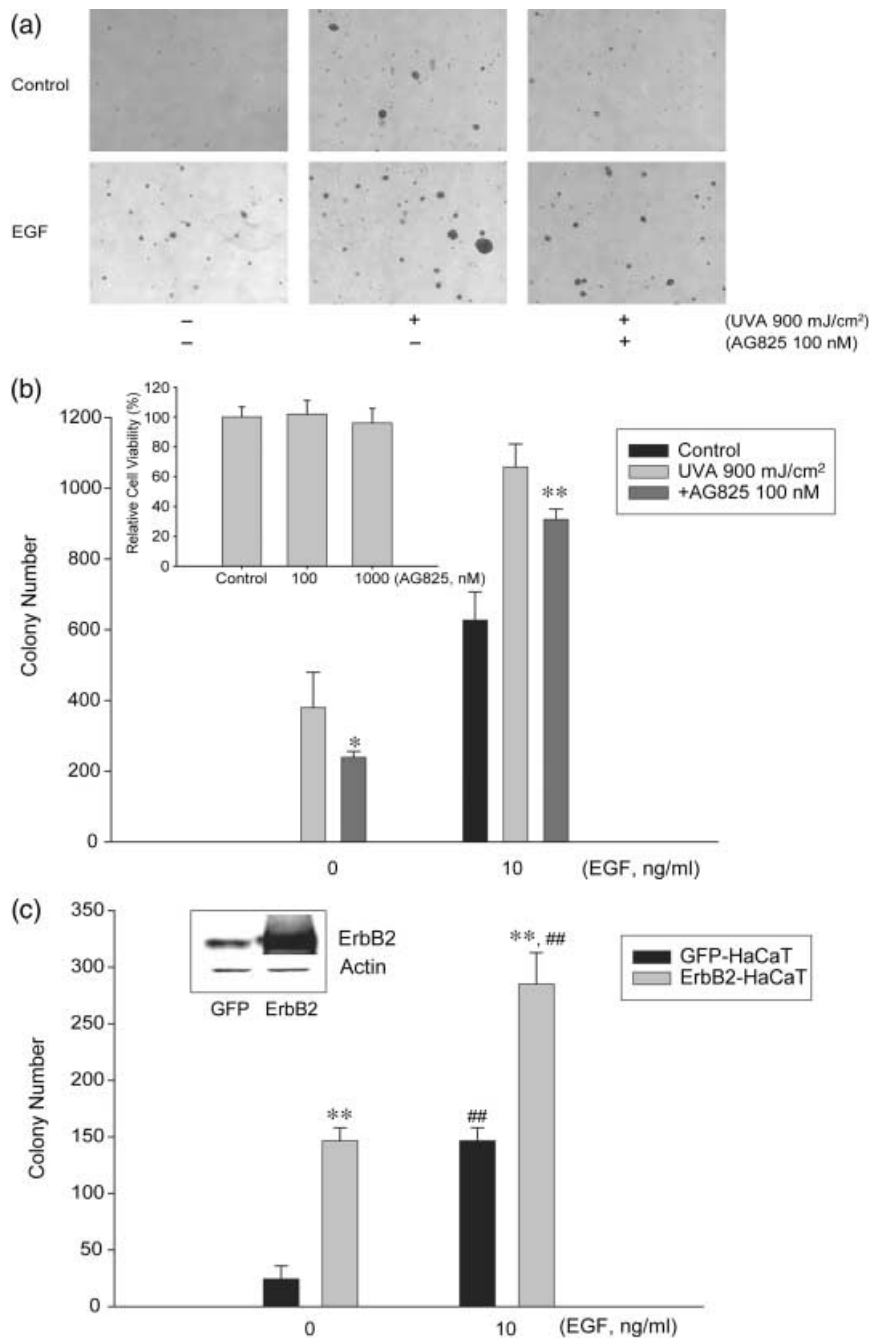 (a)
Control
EGF
– + + (UVA 900 mJ/cm²)
– – + (AG825 100 nM)
(b)
Relative Cell Viability (%)
120
100
80
60
40
20
0
Control 100 1000 (AG825, nM)
Colony Number
1200
1000
800
600
400
200
0
*
**
Control
UVA 900 mJ/cm²
+AG825 100 nM
0 10 (EGF, ng/ml)
(c)
Colony Number
350
300
250
200
150
100
50
0
ErbB2
Actin
GFP ErbB2
**
##
**, ##
GFP-HaCaT
ErbB2-HaCaT
0 10 (EGF, ng/ml)